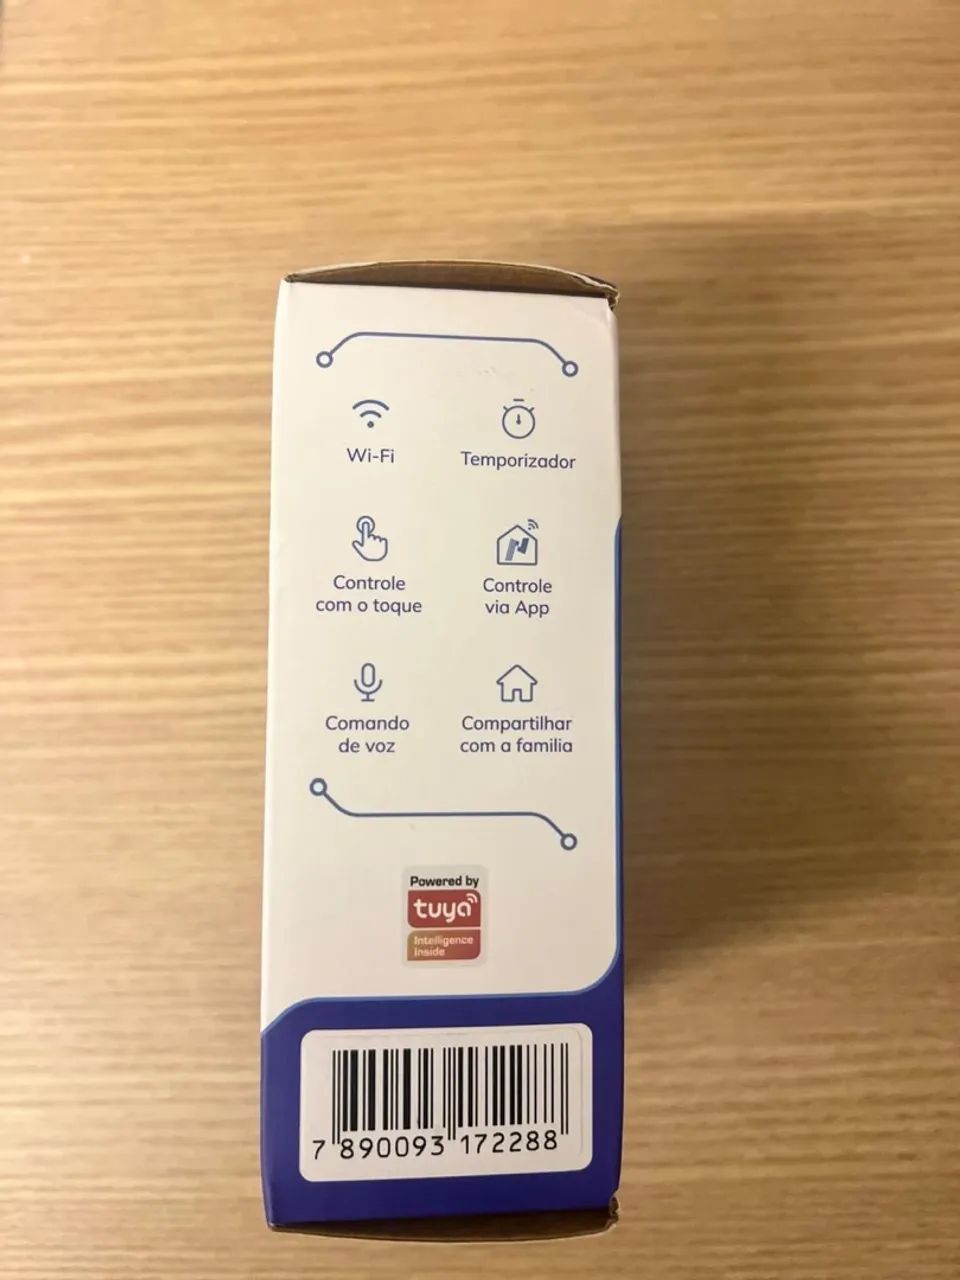 Wi-Fi
Temporizador
Controle
com o toque
Controle
via App
Comando
de voz
Compartilhar
com a familia
Powered by
tuya
Intelligence
Inside
7 890093 172288